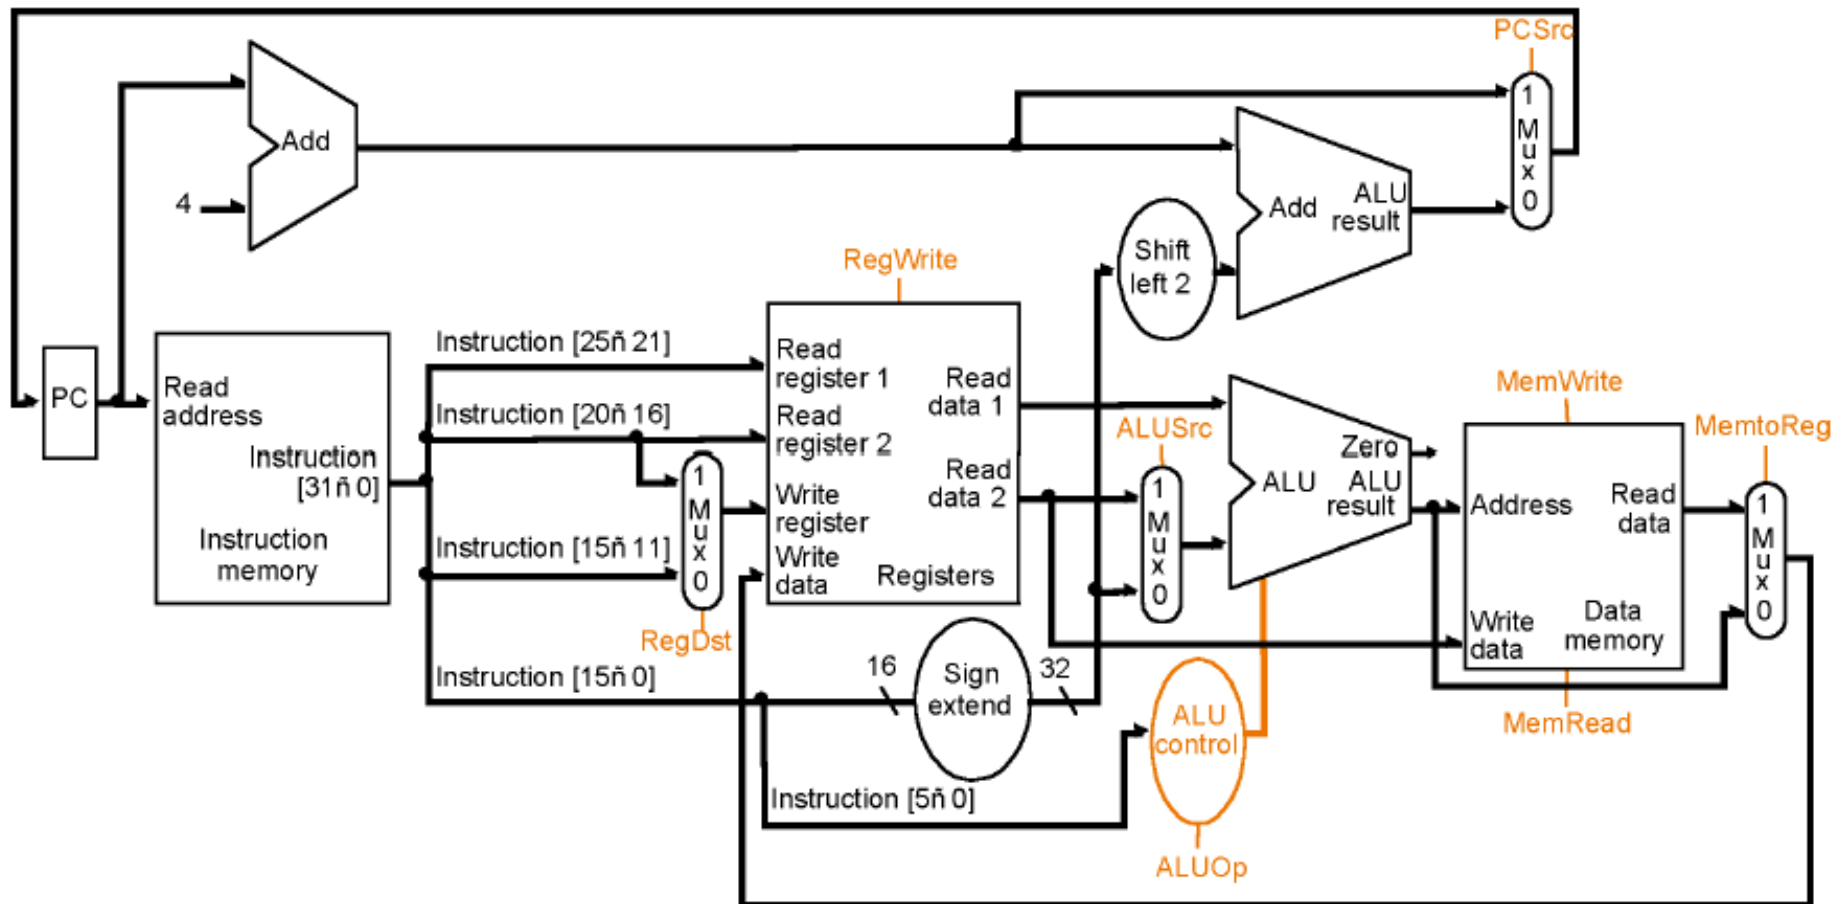 PCSrc
1
M
u
x
0
Add
4
Add
ALU
result
Shift
left 2
RegWrite
PC
Read
address
Instruction
[31ñ 0]
Instruction
memory
Instruction [25ñ 21]
Instruction [20ñ 16]
Instruction [15ñ 11]
Instruction [15ñ 0]
Instruction [5ñ 0]
1
M
u
x
0
RegDst
Read
register 1
Read
register 2
Write
register
Write
data
Read
data 1
Read
data 2
Registers
16
Sign
extend
32
ALUSrc
1
M
u
x
0
Zero
ALU
ALU
result
ALU
control
ALUOp
MemWrite
Address
Read
data
Write
data
Data
memory
MemRead
MemtoReg
1
M
u
x
0